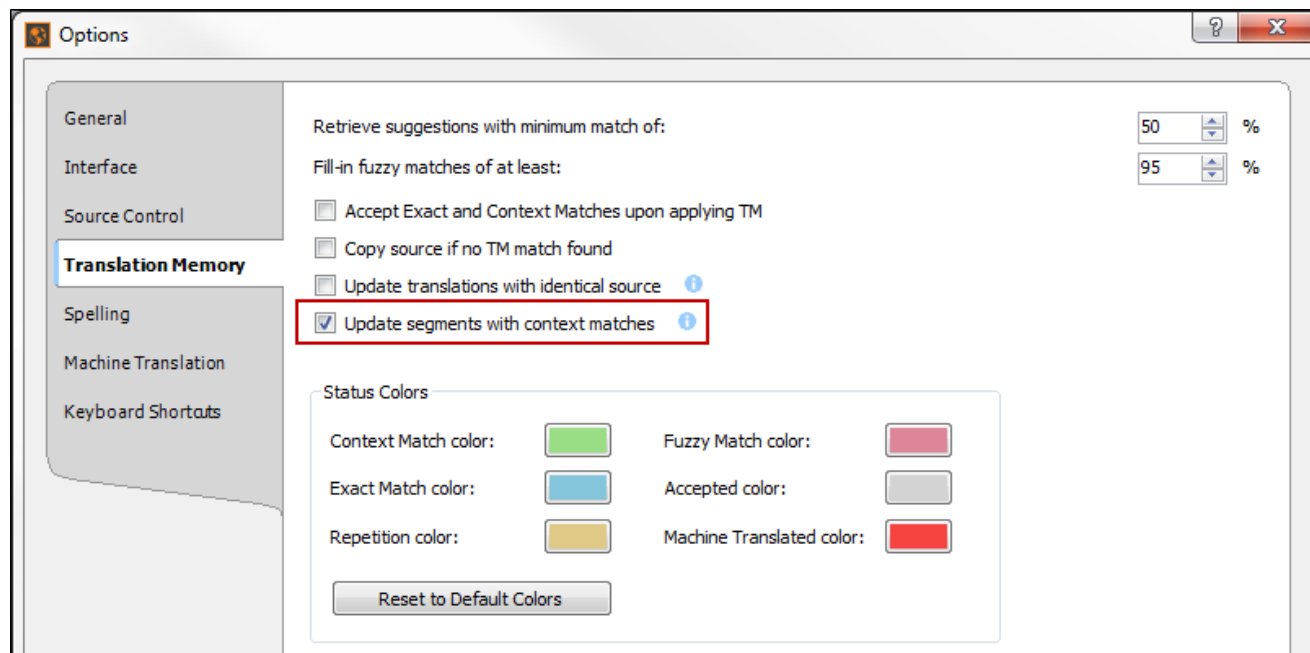 Options
General
Interface
Source Control
Translation Memory
Spelling
Machine Translation
Keyboard Shortcuts
Retrieve suggestions with minimum match of: 50 %
Fill-in fuzzy matches of at least: 95 %
Accept Exact and Context Matches upon applying TM
Copy source if no TM match found
Update translations with identical source
Update segments with context matches
Status Colors
Context Match color: Fuzzy Match color:
Exact Match color: Accepted color:
Repetition color: Machine Translated color:
Reset to Default Colors